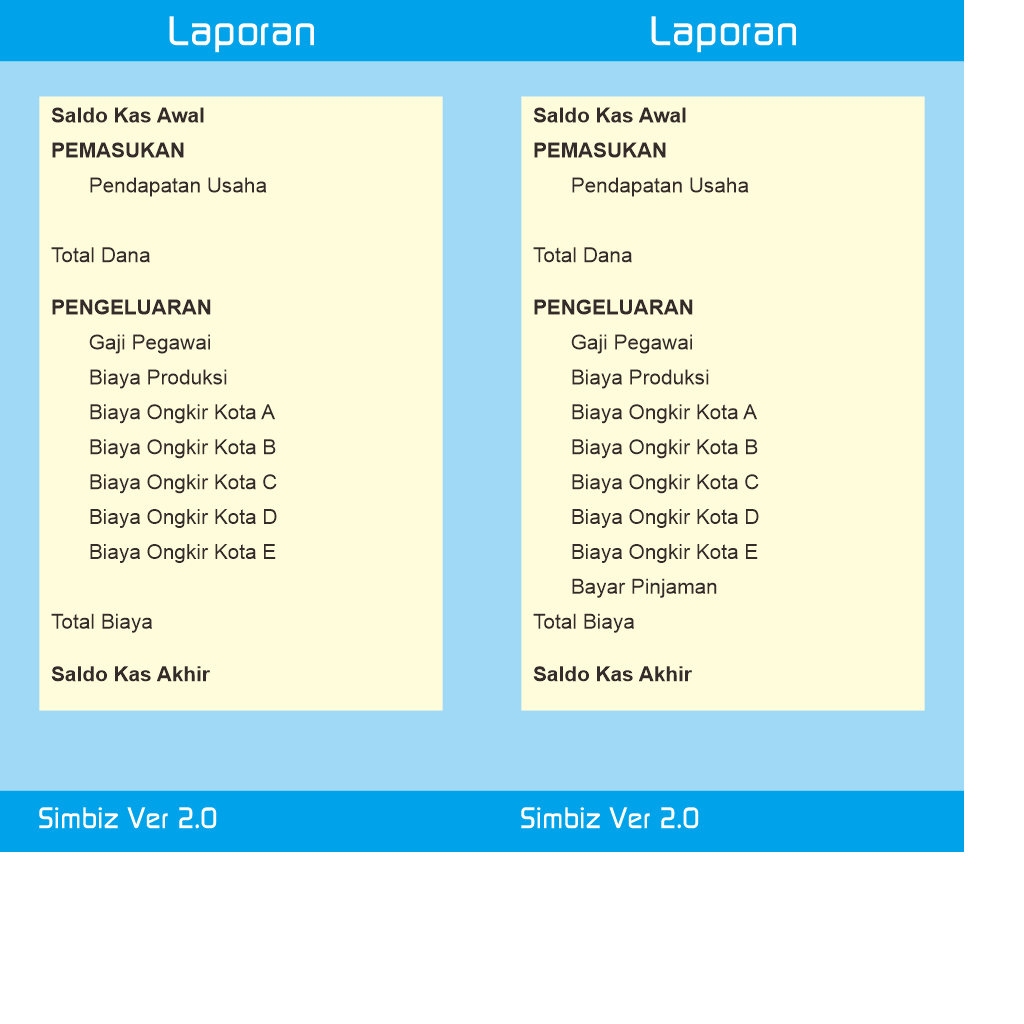 Laporan
Saldo Kas Awal
PEMASUKAN
Pendapatan Usaha
Total Dana
PENGELUARAN
Gaji Pegawai
Biaya Produksi
Biaya Ongkir Kota A
Biaya Ongkir Kota B
Biaya Ongkir Kota C
Biaya Ongkir Kota D
Biaya Ongkir Kota E
Total Biaya
Saldo Kas Akhir
Simbiz Ver 2.0
Laporan
Saldo Kas Awal
PEMASUKAN
Pendapatan Usaha
Total Dana
PENGELUARAN
Gaji Pegawai
Biaya Produksi
Biaya Ongkir Kota A
Biaya Ongkir Kota B
Biaya Ongkir Kota C
Biaya Ongkir Kota D
Biaya Ongkir Kota E
Bayar Pinjaman
Total Biaya
Saldo Kas Akhir
Simbiz Ver 2.0